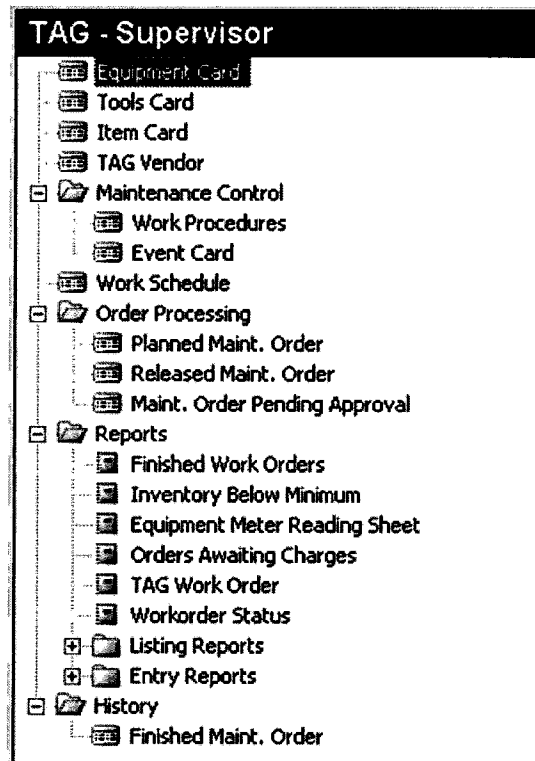 TAG - Supervisor
Equipment Card
Tools Card
Item Card
TAG Vendor
Maintenance Control
Work Procedures
Event Card
Work Schedule
Order Processing
Planned Maint. Order
Released Maint. Order
Maint. Order Pending Approval
Reports
Finished Work Orders
Inventory Below Minimum
Equipment Meter Reading Sheet
Orders Awaiting Charges
TAG Work Order
Workorder Status
Listing Reports
Entry Reports
History
Finished Maint. Order